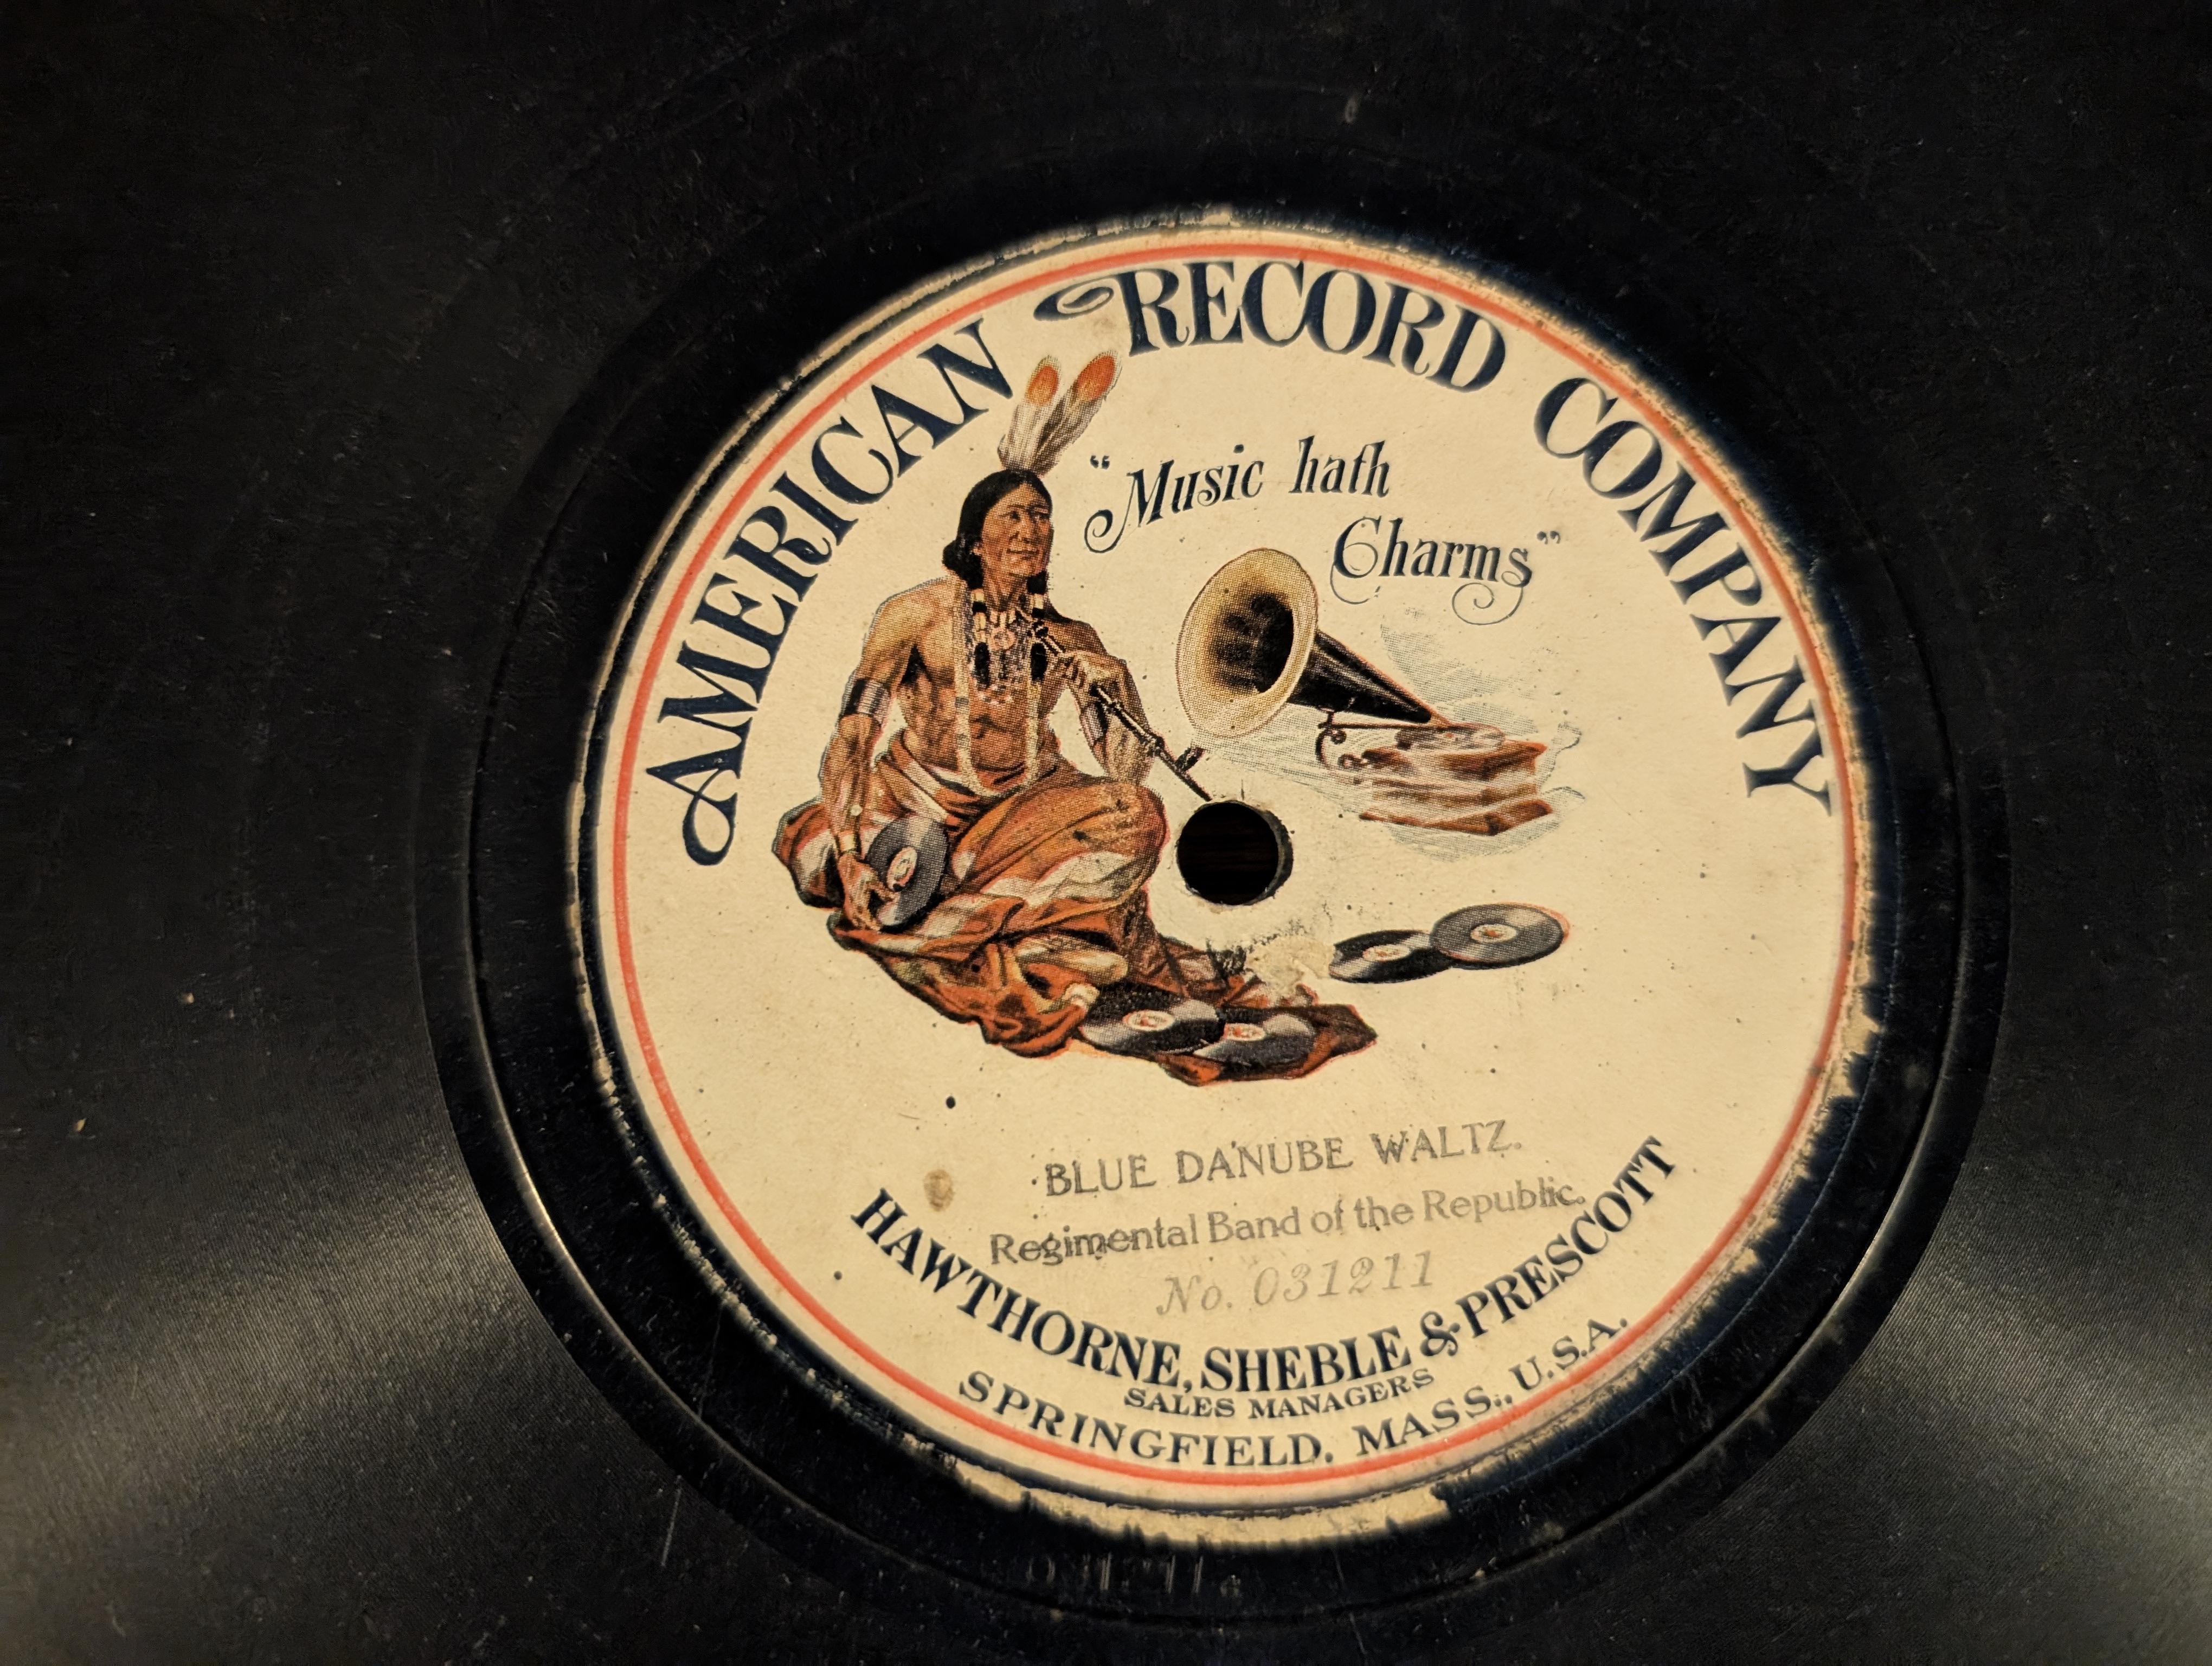 AMERICAN RECORD COMPANY
"Music hath
Charms"
BLUE DANUBE WALTZ.
Regimental Band of the Republic.
No. 031211
HAWTHORNE, SHEBLE & PRESCOTT
SALES MANAGERS
SPRINGFIELD. MASS., U.S.A.